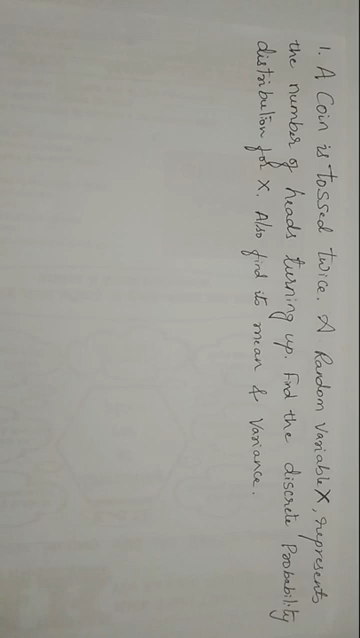 1. A Coin is tossed twice. A Random Variable X, represents
the number of heads turning up. Find the discrete Probability
distribution for X. Also find its mean & Variance.